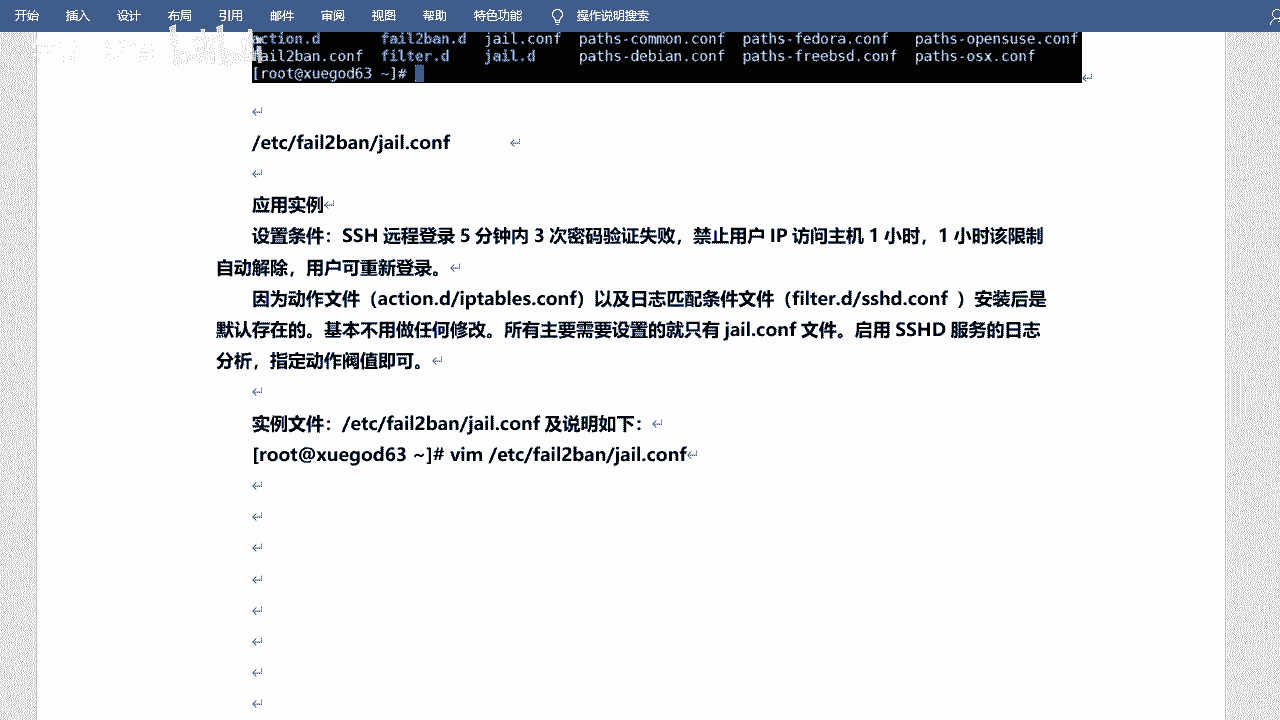 开始 插入 设计 布局 引用 邮件 审阅 视图 帮助 特色功能 操作说明搜索
action.d fail2ban.d jail.conf paths-common.conf paths-fedora.conf paths-opensuse.conf
fail2ban.conf filter.d jail.d paths-debian.conf paths-freebsd.conf paths-osx.conf
[root@xuegod63 ~]#
/etc/fail2ban/jail.conf
应用实例
设置条件：SSH 远程登录 5 分钟内 3 次密码验证失败，禁止用户 IP 访问主机 1 小时，1 小时该限制
自动解除，用户可重新登录。
因为动作文件（action.d/iptables.conf）以及日志匹配条件文件（filter.d/sshd.conf ）安装后是
默认存在的。基本不用做任何修改。所有主要需要设置的就只有 jail.conf 文件。启用 SSHD 服务的日志
分析，指定动作阀值即可。
实例文件：/etc/fail2ban/jail.conf 及说明如下：
[root@xuegod63 ~]# vim /etc/fail2ban/jail.conf